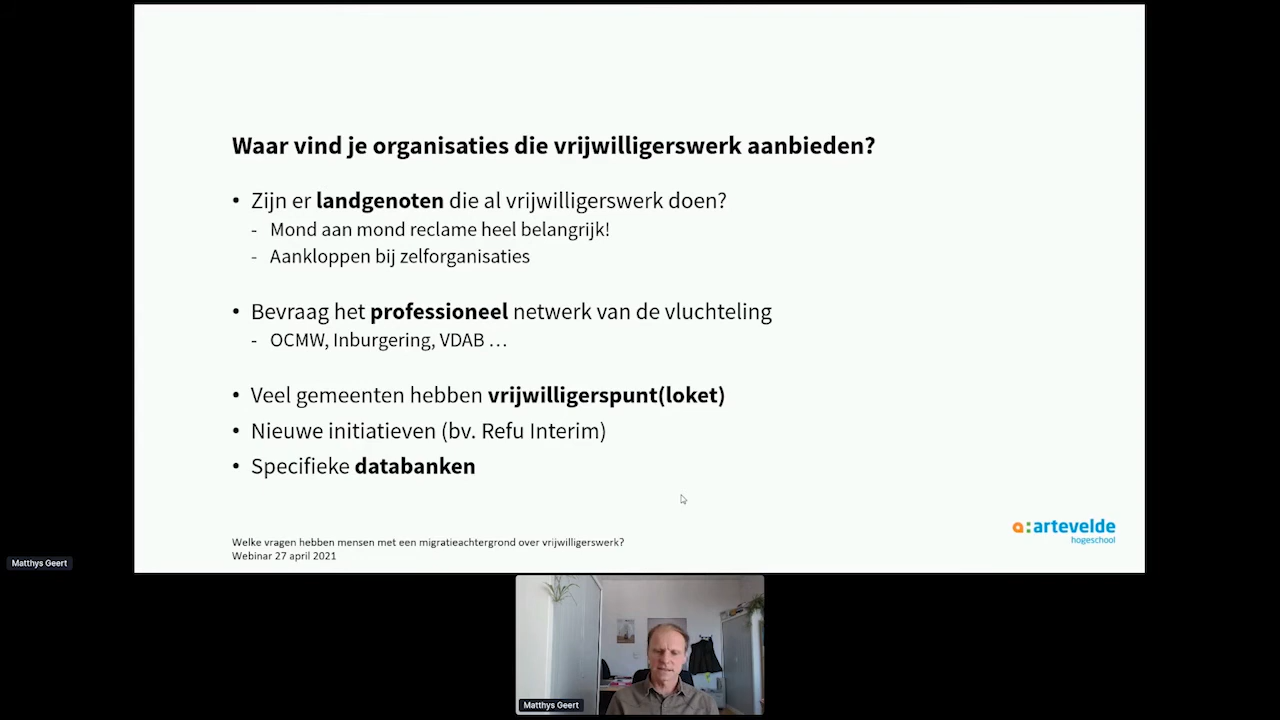 Waar vind je organisaties die vrijwilligerswerk aanbieden?
• Zijn er landgenoten die al vrijwilligerswerk doen?
- Mond aan mond reclame heel belangrijk!
- Aankloppen bij zelforganisaties
• Bevraag het professioneel netwerk van de vluchteling
- OCMW, Inburgering, VDAB …
• Veel gemeenten hebben vrijwilligerspunt(loket)
• Nieuwe initiatieven (bv. Refu Interim)
• Specifieke databanken
a:artevelde
hogeschool
Welke vragen hebben mensen met een migratieachtergrond over vrijwilligerswerk?
Webinar 27 april 2021
Matthys Geert
Matthys Geert